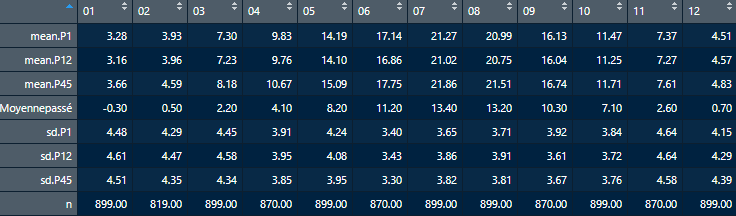 01 02 03 04 05 06 07 08 09 10 11 12
mean.P1 3.28 3.93 7.30 9.83 14.19 17.14 21.27 20.99 16.13 11.47 7.37 4.51
mean.P12 3.16 3.96 7.23 9.76 14.10 16.86 21.02 20.75 16.04 11.25 7.27 4.57
mean.P45 3.66 4.59 8.18 10.67 15.09 17.75 21.86 21.51 16.74 11.71 7.61 4.83
Moyennepassé -0.30 0.50 2.20 4.10 8.20 11.20 13.40 13.20 10.30 7.10 2.60 0.70
sd.P1 4.48 4.29 4.45 3.91 4.24 3.40 3.65 3.71 3.92 3.84 4.64 4.15
sd.P12 4.61 4.47 4.58 3.95 4.08 3.43 3.86 3.91 3.61 3.72 4.64 4.29
sd.P45 4.51 4.35 4.34 3.85 3.95 3.30 3.82 3.81 3.67 3.76 4.58 4.39
n 899.00 819.00 899.00 870.00 899.00 870.00 899.00 899.00 870.00 899.00 870.00 899.00